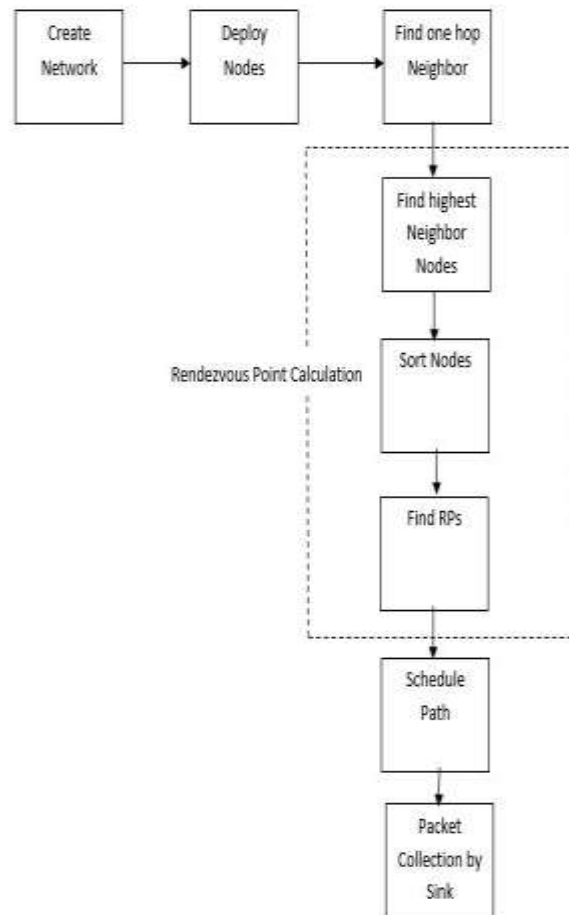 Create
Network
Deploy
Nodes
Find one hop
Neighbor
Find highest
Neighbor
Nodes
Rendezvous Point Calculation
Sort Nodes
Find RPs
Schedule
Path
Packet
Collection by
Sink